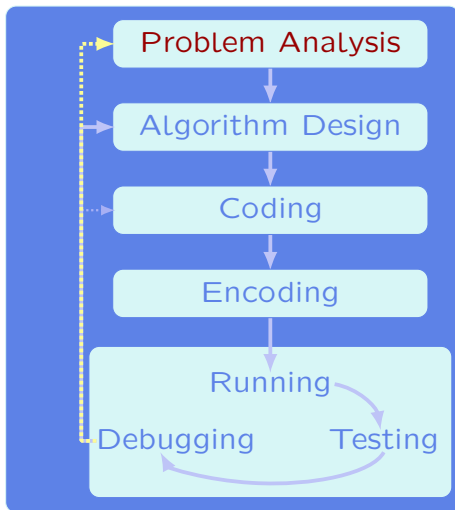 Problem Analysis
Algorithm Design
Coding
Encoding
Running
Debugging Testing